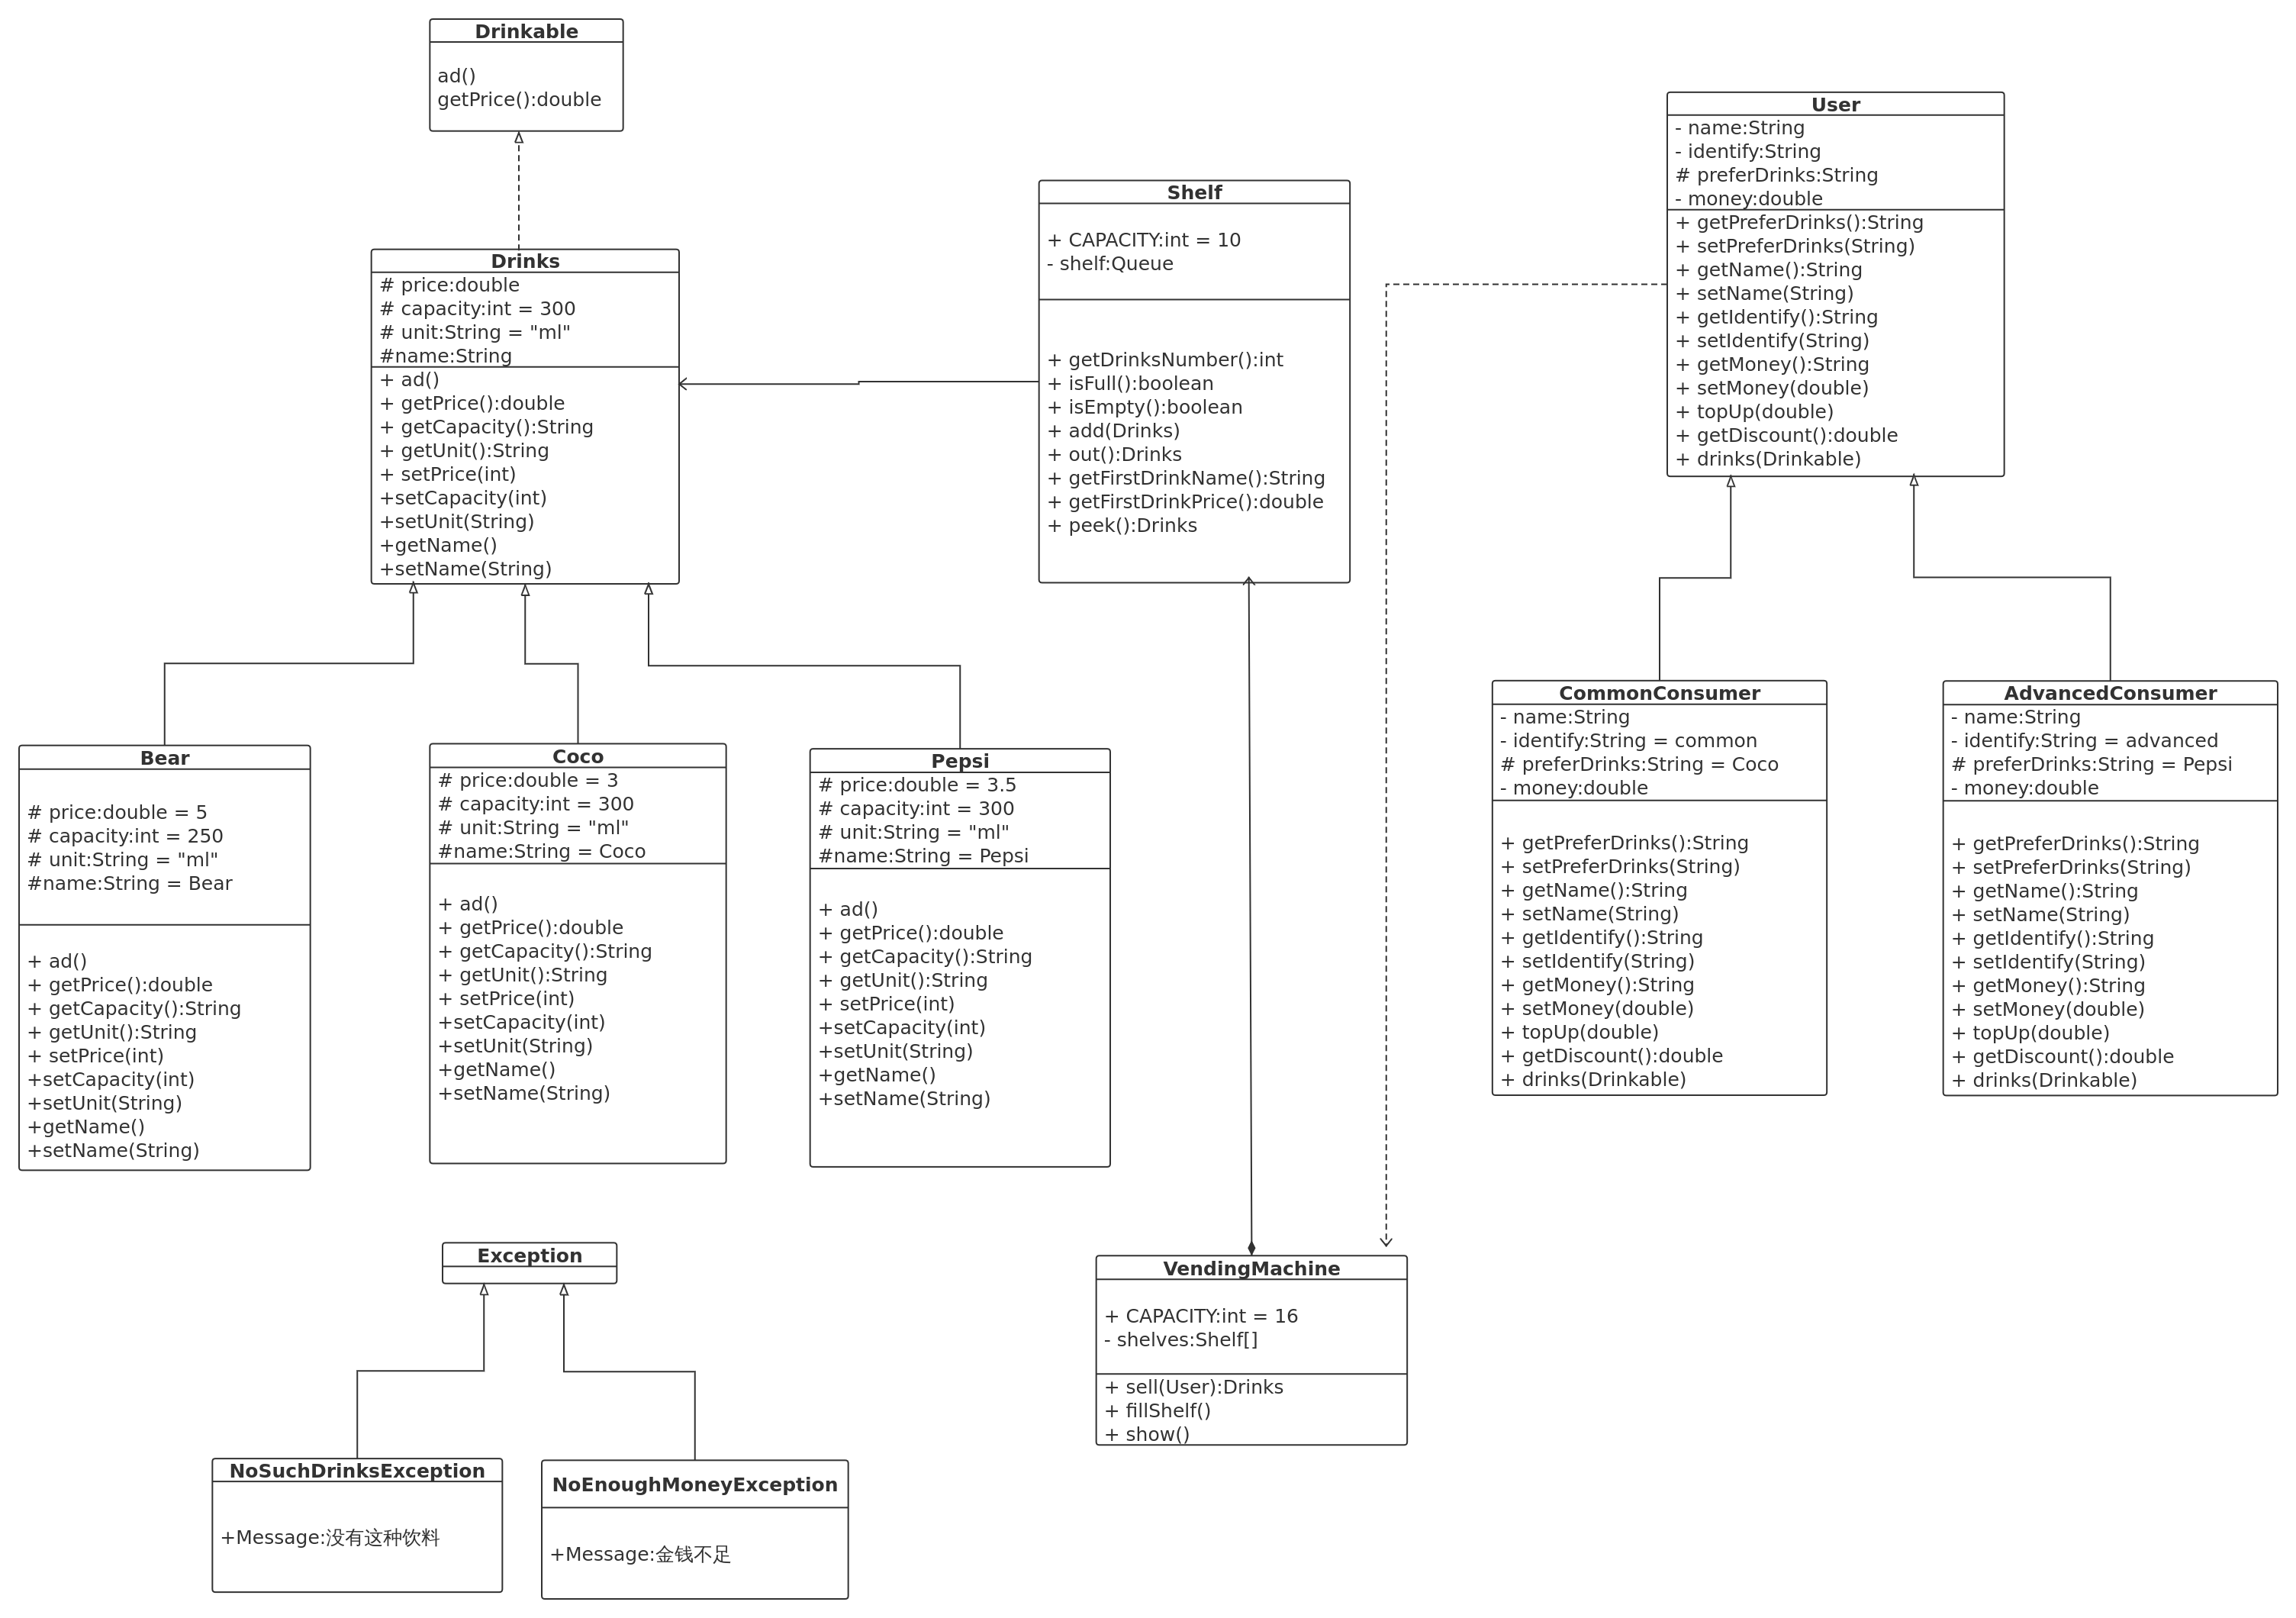 Drinkable
ad()
getPrice():double
Drinks
# price:double
# capacity:int = 300
# unit:String = "ml"
#name:String
+ ad()
+ getPrice():double
+ getCapacity():String
+ getUnit():String
+ setPrice(int)
+setCapacity(int)
+setUnit(String)
+getName()
+setName(String)
Shelf
+ CAPACITY:int = 10
- shelf:Queue
+ getDrinksNumber():int
+ isFull():boolean
+ isEmpty():boolean
+ add(Drinks)
+ out():Drinks
+ getFirstDrinkName():String
+ getFirstDrinkPrice():double
+ peek():Drinks
User
- name:String
- identify:String
# preferDrinks:String
- money:double
+ getPreferDrinks():String
+ setPreferDrinks(String)
+ getName():String
+ setName(String)
+ getIdentify():String
+ setIdentify(String)
+ getMoney():String
+ setMoney(double)
+ topUp(double)
+ getDiscount():double
+ drinks(Drinkable)
Bear
# price:double = 5
# capacity:int = 250
# unit:String = "ml"
#name:String = Bear
+ ad()
+ getPrice():double
+ getCapacity():String
+ getUnit():String
+ setPrice(int)
+setCapacity(int)
+setUnit(String)
+getName()
+setName(String)
Coco
# price:double = 3
# capacity:int = 300
# unit:String = "ml"
#name:String = Coco
+ ad()
+ getPrice():double
+ getCapacity():String
+ getUnit():String
+ setPrice(int)
+setCapacity(int)
+setUnit(String)
+getName()
+setName(String)
Pepsi
# price:double = 3.5
# capacity:int = 300
# unit:String = "ml"
#name:String = Pepsi
+ ad()
+ getPrice():double
+ getCapacity():String
+ getUnit():String
+ setPrice(int)
+setCapacity(int)
+setUnit(String)
+getName()
+setName(String)
CommonConsumer
- name:String
- identify:String = common
# preferDrinks:String = Coco
- money:double
+ getPreferDrinks():String
+ setPreferDrinks(String)
+ getName():String
+ setName(String)
+ getIdentify():String
+ setIdentify(String)
+ getMoney():String
+ setMoney(double)
+ topUp(double)
+ getDiscount():double
+ drinks(Drinkable)
AdvancedConsumer
- name:String
- identify:String = advanced
# preferDrinks:String = Pepsi
- money:double
+ getPreferDrinks():String
+ setPreferDrinks(String)
+ getName():String
+ setName(String)
+ getIdentify():String
+ setIdentify(String)
+ getMoney():String
+ setMoney(double)
+ topUp(double)
+ getDiscount():double
+ drinks(Drinkable)
Exception
VendingMachine
+ CAPACITY:int = 16
- shelves:Shelf[]
+ sell(User):Drinks
+ fillShelf()
+ show()
NoSuchDrinksException
+Message:没有这种饮料
NoEnoughMoneyException
+Message:金钱不足